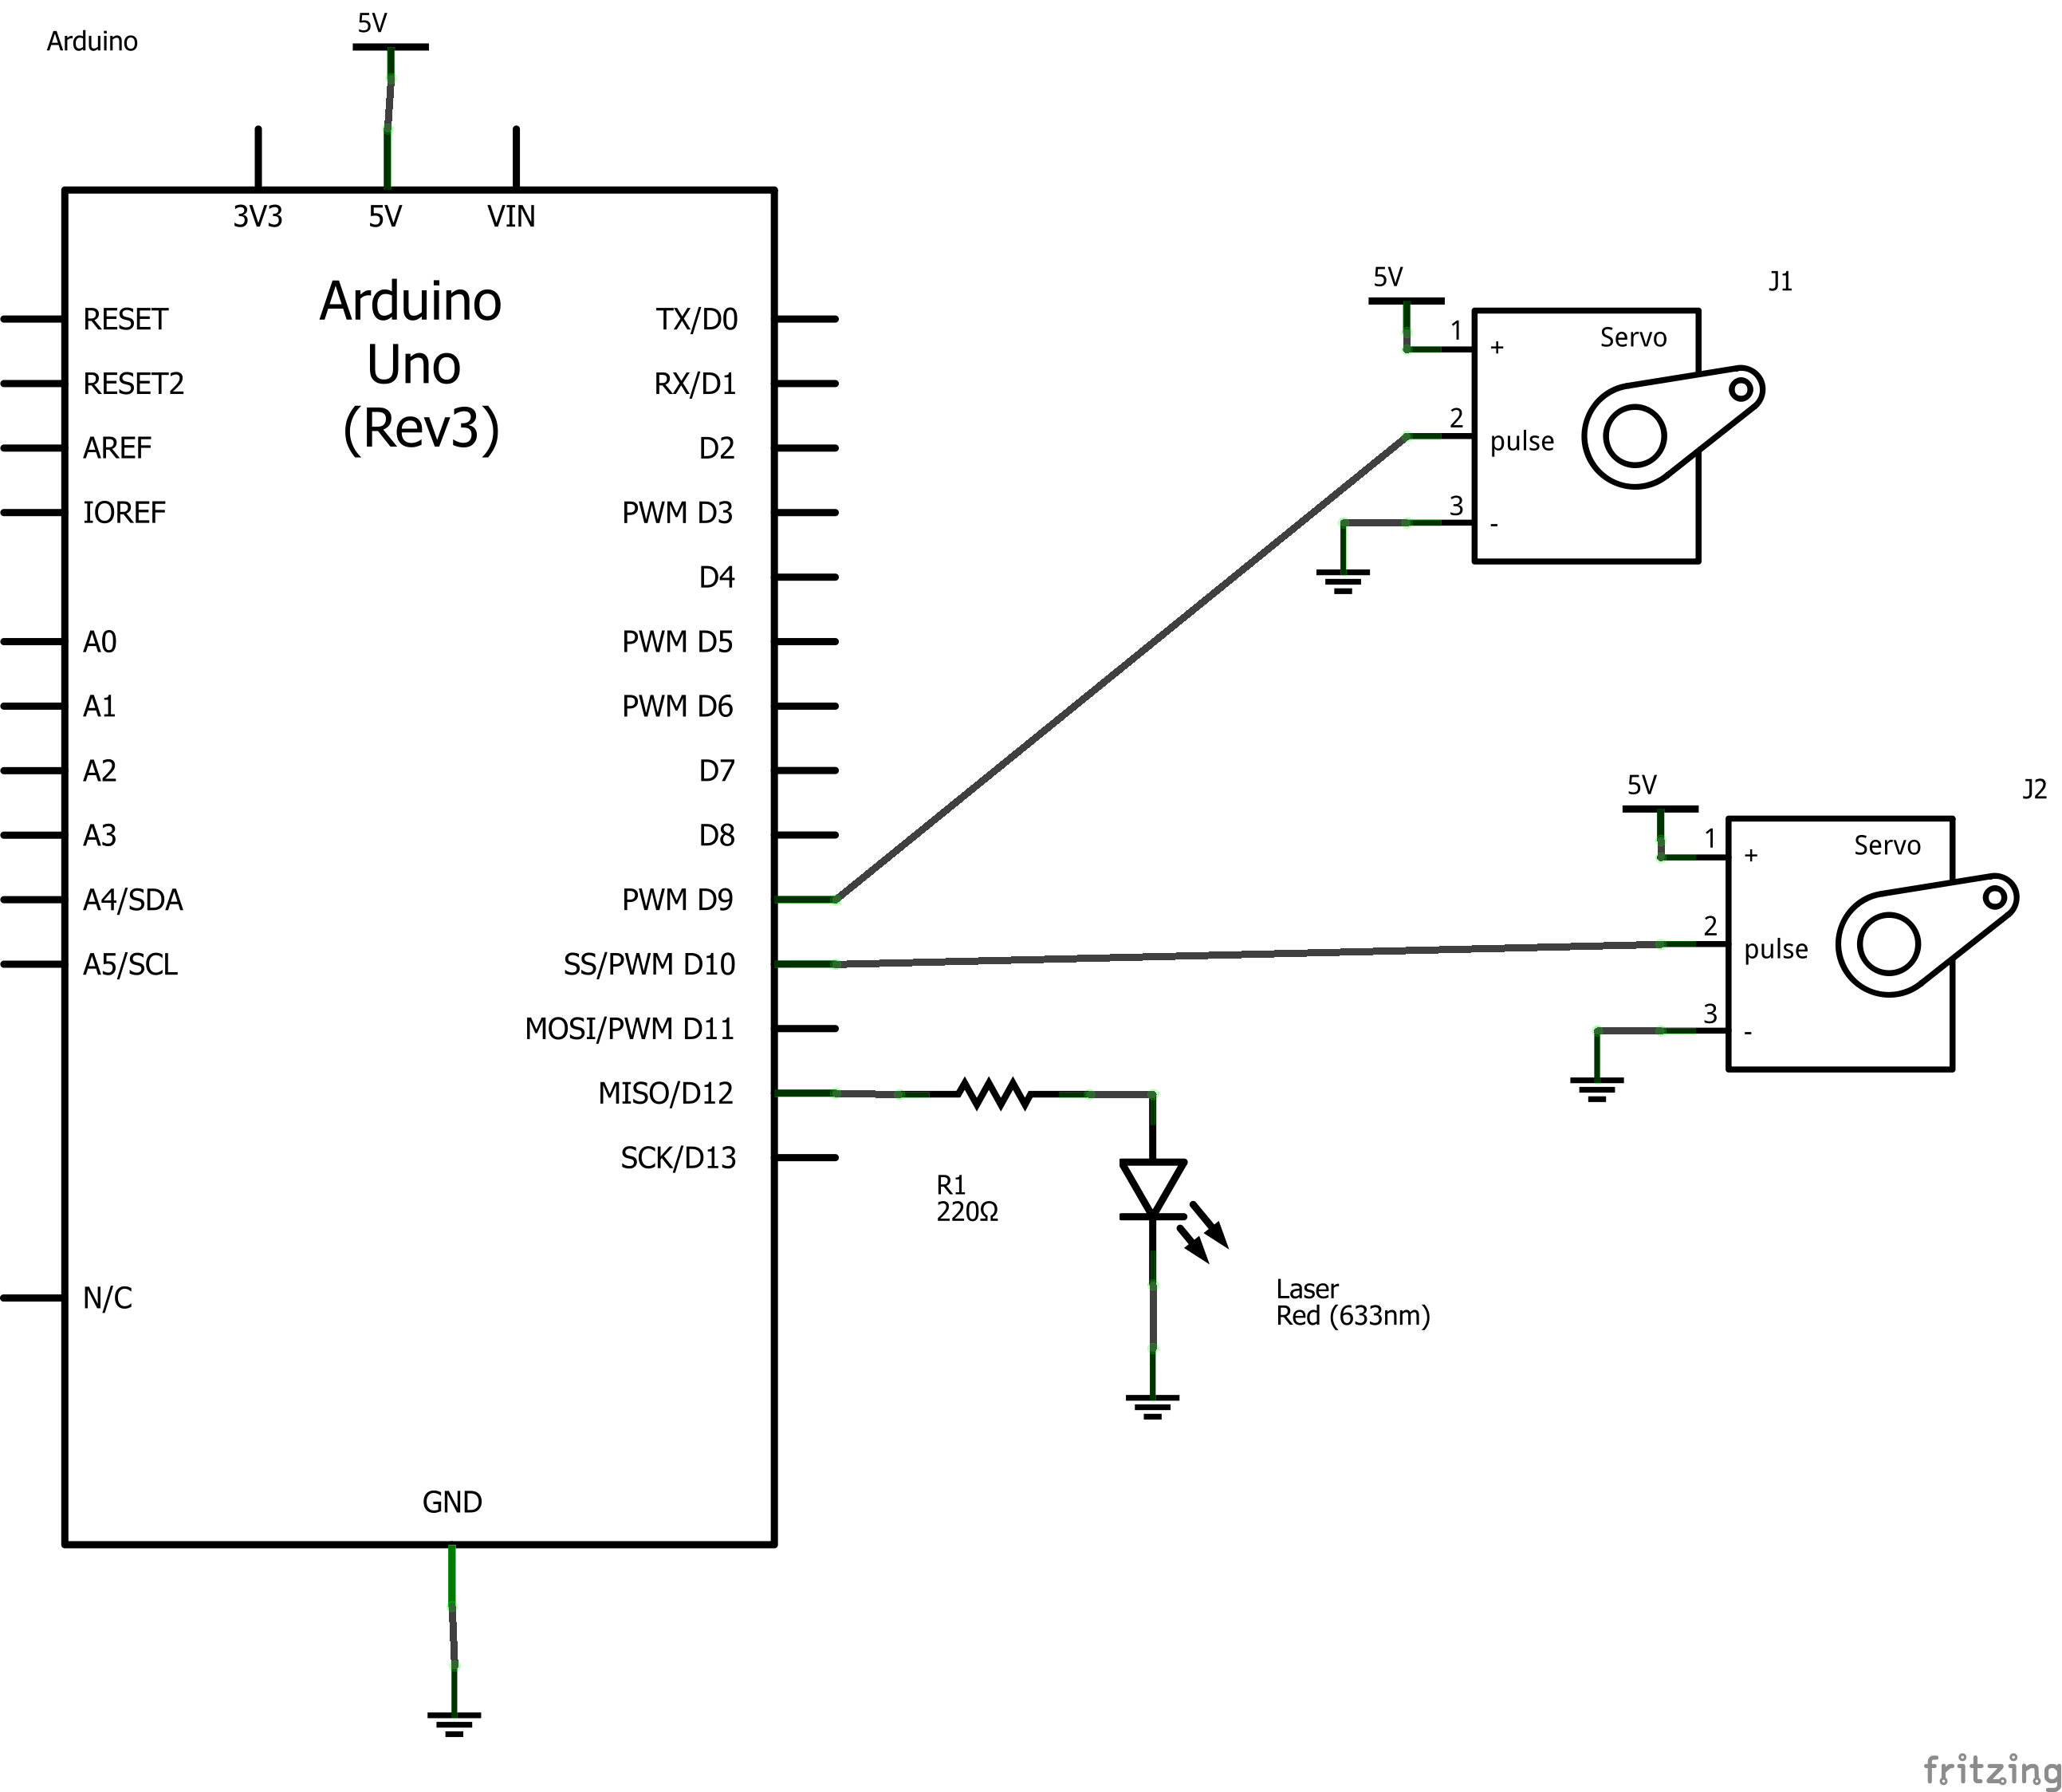 Arduino
5V
3V3
5V
VIN
Arduino
Uno
(Rev3)
RESET
RESET2
AREF
IOREF
A0
A1
A2
A3
A4/SDA
A5/SCL
N/C
TX/D0
RX/D1
D2
PWM D3
D4
PWM D5
PWM D6
D7
D8
PWM D9
SS/PWM D10
MOSI/PWM D11
MISO/D12
SCK/D13
GND
5V
J1
Servo
1
+
2
pulse
3
-
5V
J2
Servo
1
+
2
pulse
3
-
R1
220Ω
Laser
Red (633nm)
fritzing